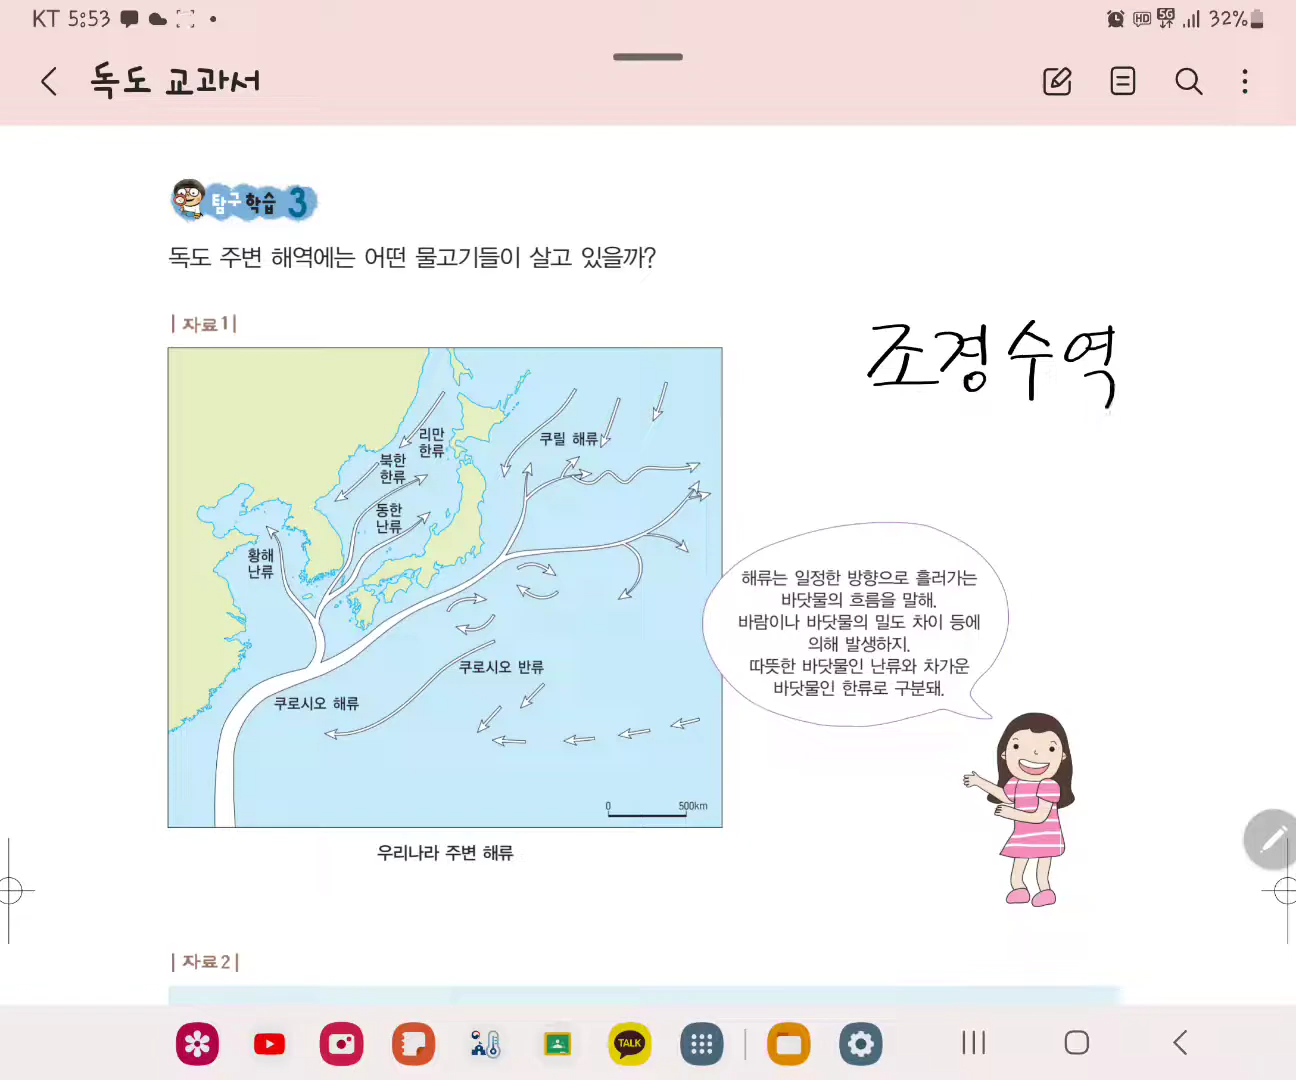 KT 5:53
HD 5G 32%
독도 교과서
탐구학습 3
독도 주변 해역에는 어떤 물고기들이 살고 있을까?
|자료1|
조경수역
리만
한류
쿠릴 해류
북한
한류
동한
난류
황해
난류
해류는 일정한 방향으로 흘러가는
바닷물의 흐름을 말해.
바람이나 바닷물의 밀도 차이 등에
의해 발생하지.
따뜻한 바닷물인 난류와 차가운
바닷물인 한류로 구분돼.
쿠로시오 반류
쿠로시오 해류
0 500km
우리나라 주변 해류
|자료2|
TALK